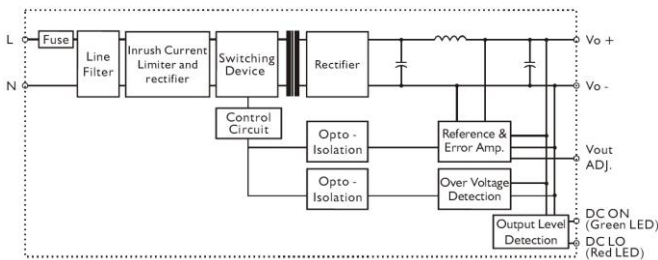 L
Fuse
Line
Filter
Inrush Current
Limiter and
rectifier
Switching
Device
Rectifier
Vo +
N
Vo -
Control
Circuit
Opto -
Isolation
Reference &
Error Amp.
Vout
ADJ.
Opto -
Isolation
Over Voltage
Detection
Output Level
Detection
DC ON
(Green LED)
DC LO
(Red LED)